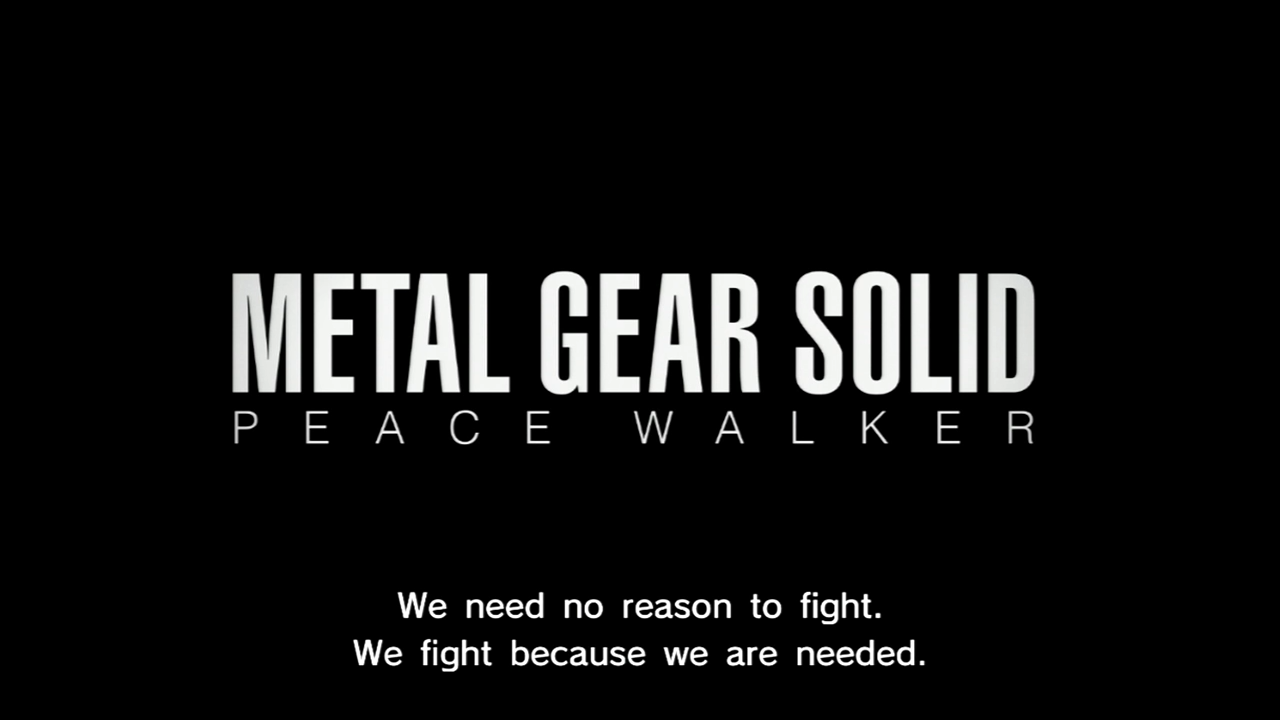 METAL GEAR SOLID
PEACE WALKER
We need no reason to fight.
We fight because we are needed.